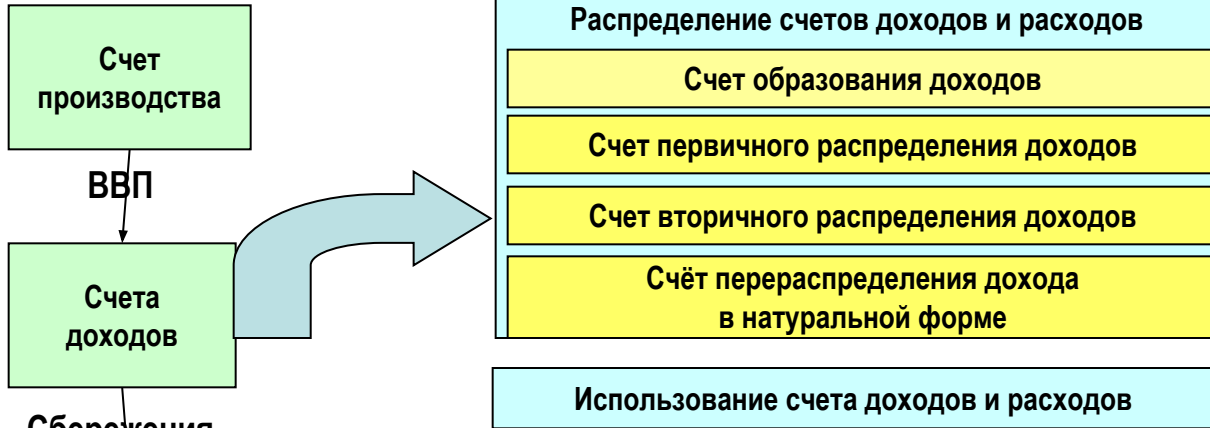 Счет
производства
ВВП
Счета
доходов
Сбережения
Распределение счетов доходов и расходов
Счет образования доходов
Счет первичного распределения доходов
Счет вторичного распределения доходов
Счёт перераспределения дохода
в натуральной форме
Использование счета доходов и расходов